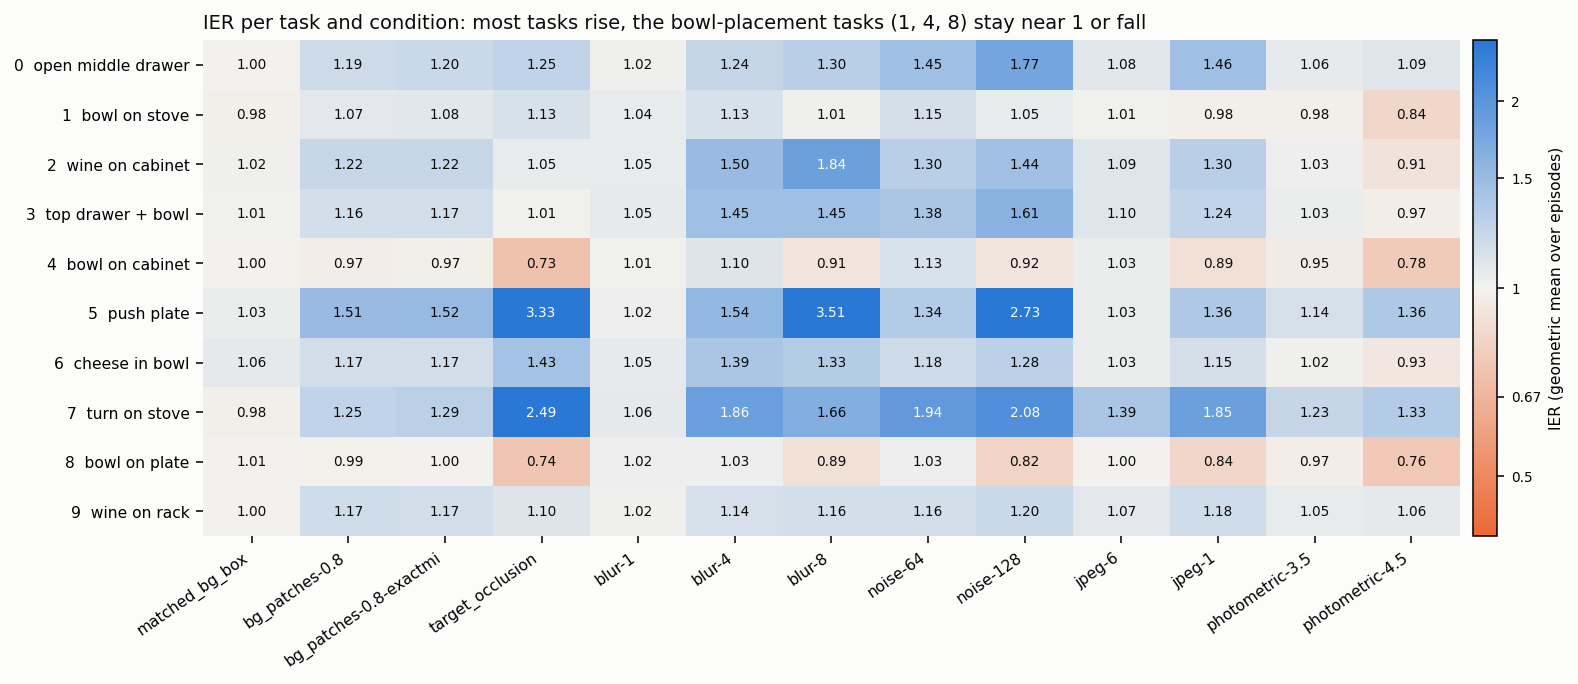 IER per task and condition: most tasks rise, the bowl-placement tasks (1, 4, 8) stay near 1 or fall
0 open middle drawer 1.00 1.19 1.20 1.25 1.02 1.24 1.30 1.45 1.77 1.08 1.46 1.06 1.09
1 bowl on stove 0.98 1.07 1.08 1.13 1.04 1.13 1.01 1.15 1.05 1.01 0.98 0.98 0.84
2 wine on cabinet 1.02 1.22 1.22 1.05 1.05 1.50 1.84 1.30 1.44 1.09 1.30 1.03 0.91
3 top drawer + bowl 1.01 1.16 1.17 1.01 1.05 1.45 1.45 1.38 1.61 1.10 1.24 1.03 0.97
4 bowl on cabinet 1.00 0.97 0.97 0.73 1.01 1.10 0.91 1.13 0.92 1.03 0.89 0.95 0.78
5 push plate 1.03 1.51 1.52 3.33 1.02 1.54 3.51 1.34 2.73 1.03 1.36 1.14 1.36
6 cheese in bowl 1.06 1.17 1.17 1.43 1.05 1.39 1.33 1.18 1.28 1.03 1.15 1.02 0.93
7 turn on stove 0.98 1.25 1.29 2.49 1.06 1.86 1.66 1.94 2.08 1.39 1.85 1.23 1.33
8 bowl on plate 1.01 0.99 1.00 0.74 1.02 1.03 0.89 1.03 0.82 1.00 0.84 0.97 0.76
9 wine on rack 1.00 1.17 1.17 1.10 1.02 1.14 1.16 1.16 1.20 1.07 1.18 1.05 1.06
matched_bg_box
bg_patches-0.8
bg_patches-0.8-exactmi
target_occlusion
blur-1
blur-4
blur-8
noise-64
noise-128
jpeg-6
jpeg-1
photometric-3.5
photometric-4.5
2
1.5
1
0.67
0.5
IER (geometric mean over episodes)